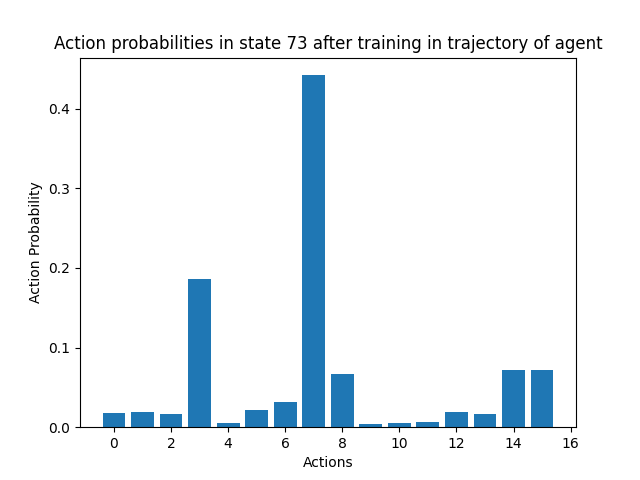 Action probabilities in state 73 after training in trajectory of agent
0.4
0.3
0.2
0.1
0.0
Action Probability
0 2 4 6 8 10 12 14 16
Actions